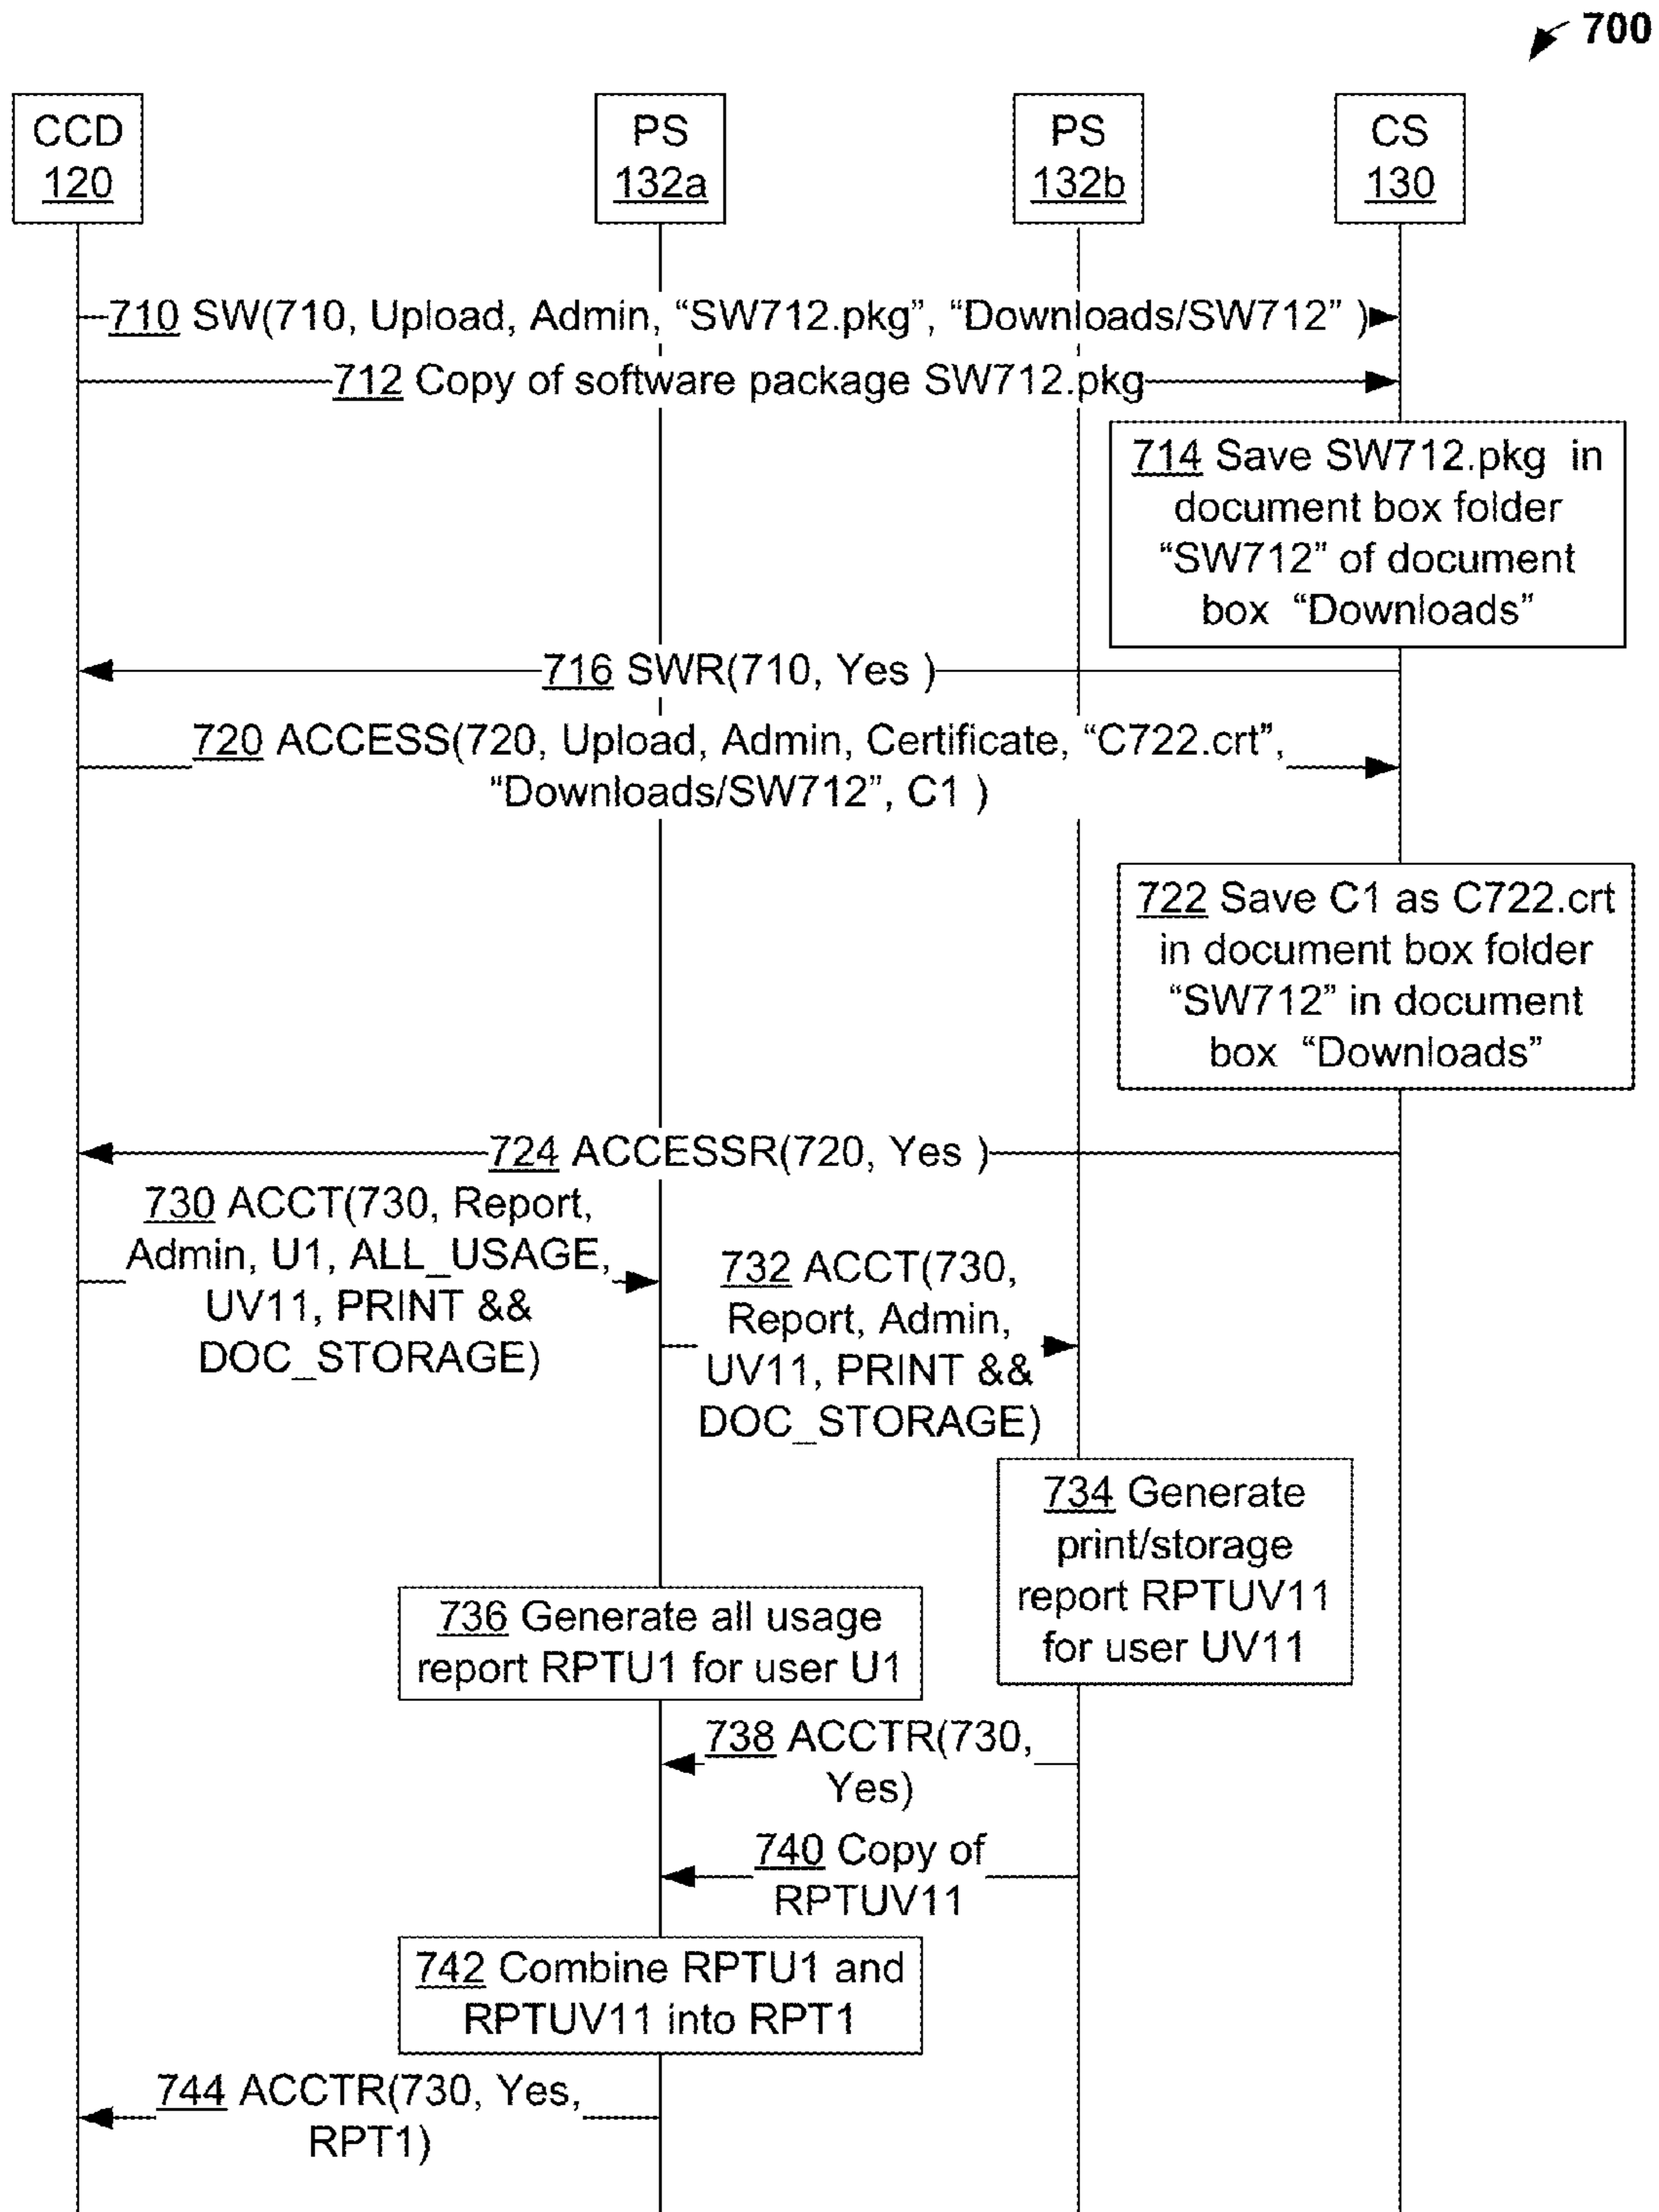 700
CCD
120
PS
132a
PS
132b
CS
130
710 SW(710, Upload, Admin, “SW712.pkg”, “Downloads/SW712” )
712 Copy of software package SW712.pkg
714 Save SW712.pkg in
document box folder
“SW712” of document
box “Downloads”
716 SWR(710, Yes )
720 ACCESS(720, Upload, Admin, Certificate, “C722.crt”,
“Downloads/SW712”, C1 )
722 Save C1 as C722.crt
in document box folder
“SW712” in document
box “Downloads”
724 ACCESSR(720, Yes )
730 ACCT(730, Report,
Admin, U1, ALL_USAGE,
UV11, PRINT &&
DOC_STORAGE)
732 ACCT(730,
Report, Admin,
UV11, PRINT &&
DOC_STORAGE)
734 Generate
print/storage
report RPTUV11
for user UV11
736 Generate all usage
report RPTU1 for user U1
738 ACCTR(730,
Yes)
740 Copy of
RPTUV11
742 Combine RPTU1 and
RPTUV11 into RPT1
744 ACCTR(730, Yes,
RPT1)